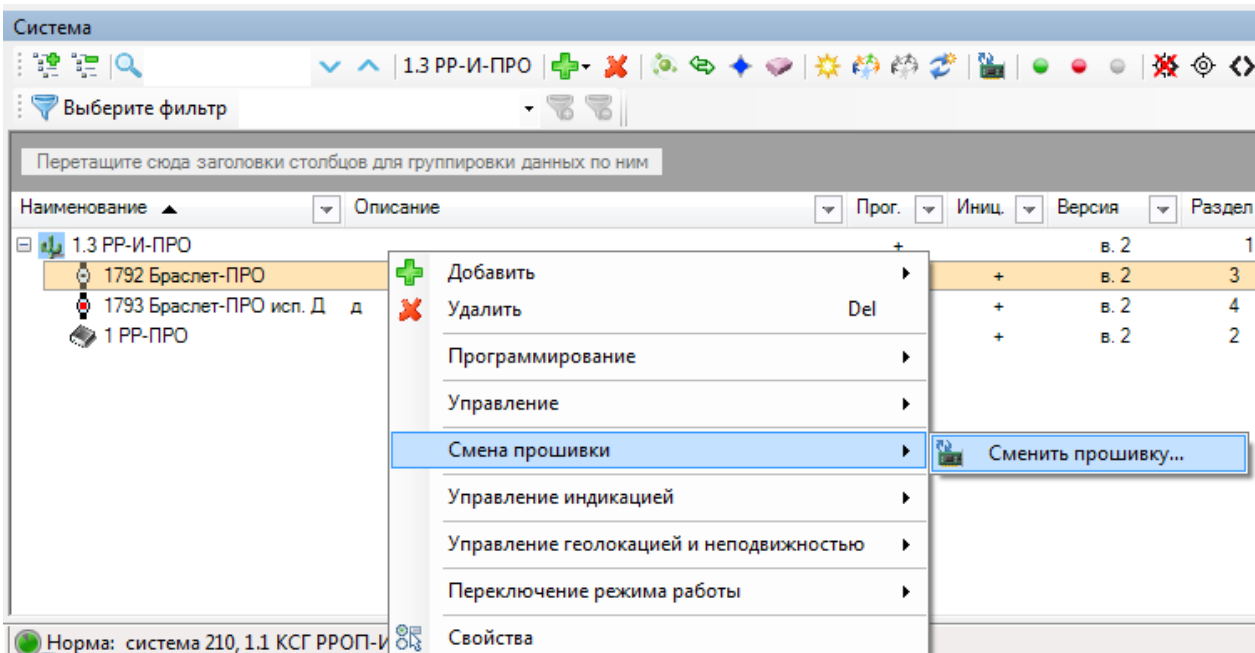 Система
1.3 РР-И-ПРО
Выберите фильтр
Перетащите сюда заголовки столбцов для группировки данных по ним
Наименование Описание Прог. Иниц. Версия Раздел
1.3 РР-И-ПРО + в. 2 1
1792 Браслет-ПРО + в. 2 3
1793 Браслет-ПРО исп. Д д + в. 2 4
1 РР-ПРО + в. 2 2
Добавить
Удалить Del
Программирование
Управление
Смена прошивки
Сменить прошивку...
Управление индикацией
Управление геолокацией и неподвижностью
Переключение режима работы
Свойства
Норма: система 210, 1.1 КСГ РРОП-И